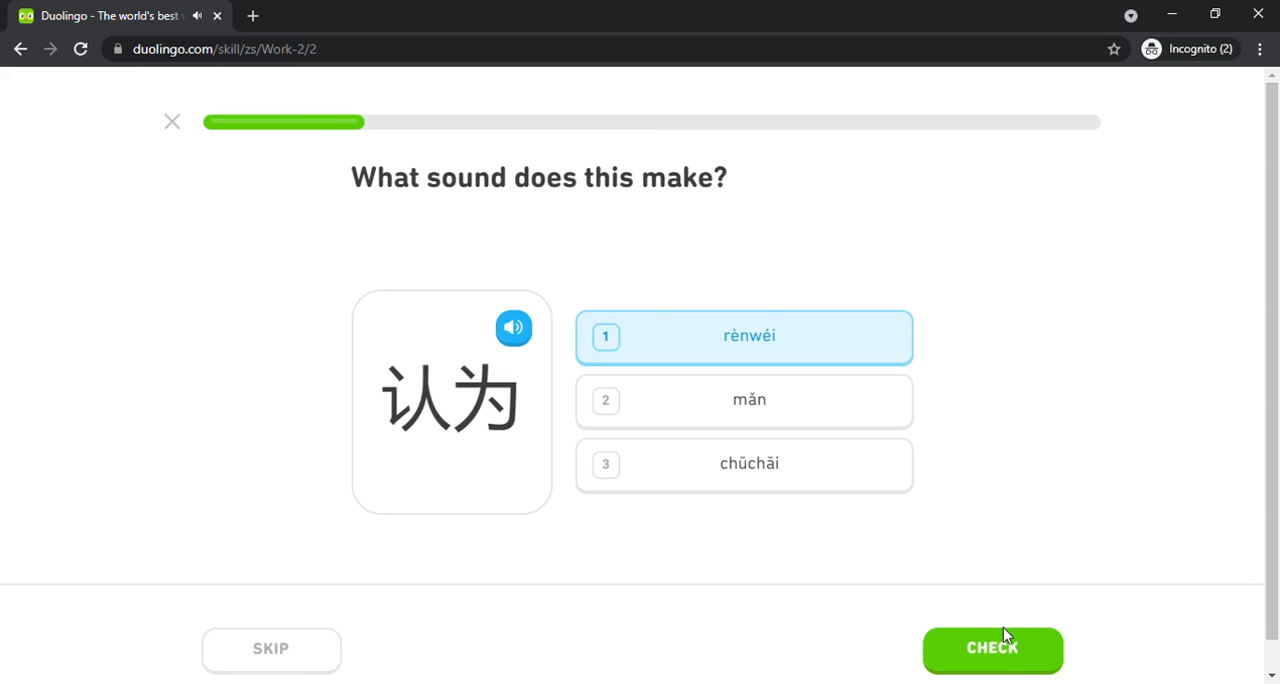 Duolingo - The world's best
duolingo.com/skill/zs/Work-2/2
Incognito (2)
What sound does this make?
认为
1 rènwéi
2 mǎn
3 chūchāi
SKIP
CHECK